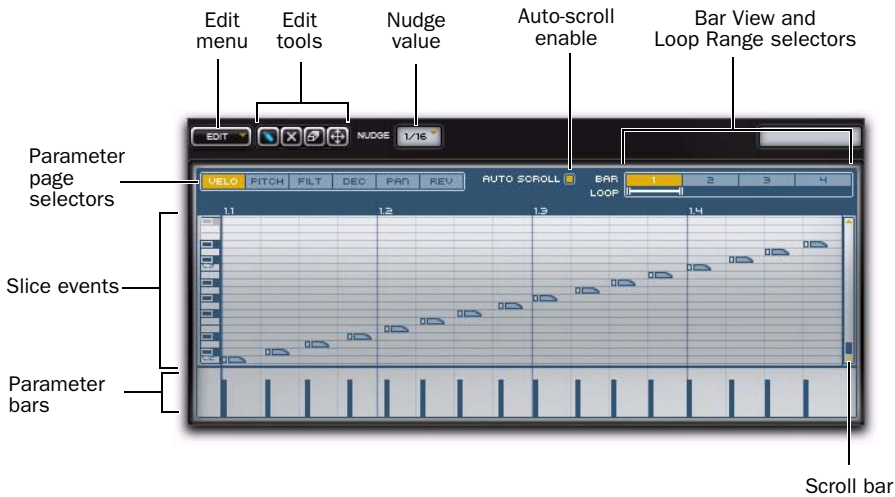 Edit
menu
Edit
tools
Nudge
value
Auto-scroll
enable
Bar View and
Loop Range selectors
EDIT
NUDGE
1/16
Parameter
page
selectors
VELO PITCH FILT DEC PAN REV
AUTO SCROLL
BAR 1 2 3 4
LOOP
1.1 1.2 1.3 1.4
Slice events
Parameter
bars
Scroll bar